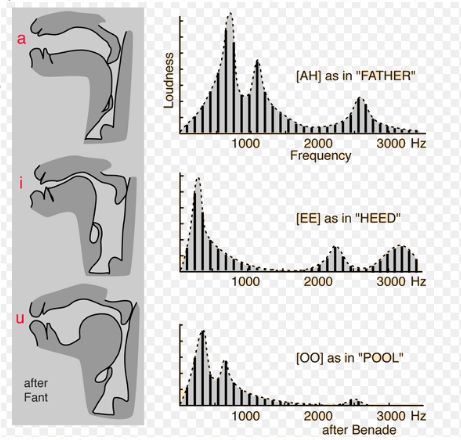 a
Loudness
[AH] as in "FATHER"
1000 2000 3000 Hz
Frequency
i
[EE] as in "HEED"
1000 2000 3000 Hz
u
[OO] as in "POOL"
after
Fant
1000 2000 3000 Hz
after Benade